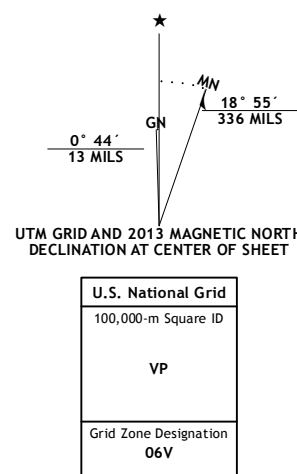 ★
MN
GN
18° 55´
336 MILS
0° 44´
13 MILS
UTM GRID AND 2013 MAGNETIC NORTH
DECLINATION AT CENTER OF SHEET
U.S. National Grid
100,000-m Square ID
VP
Grid Zone Designation
06V